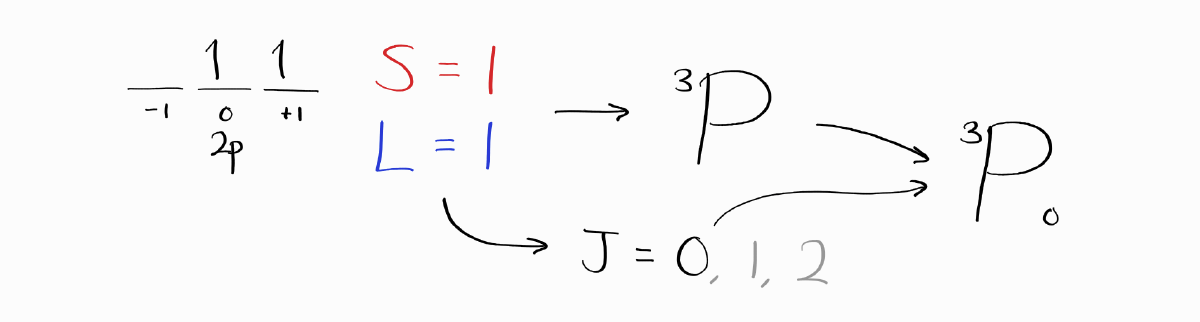 1 1
-1 0 +1
2p
S = 1
L = 1
³P
J = 0, 1, 2
³P₀